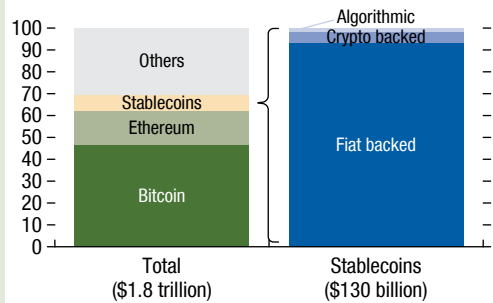 100
90
80
70
60
50
40
30
20
10
0
Others
Stablecoins
Ethereum
Bitcoin
Algorithmic
Crypto backed
Fiat backed
Total
($1.8 trillion)
Stablecoins
($130 billion)